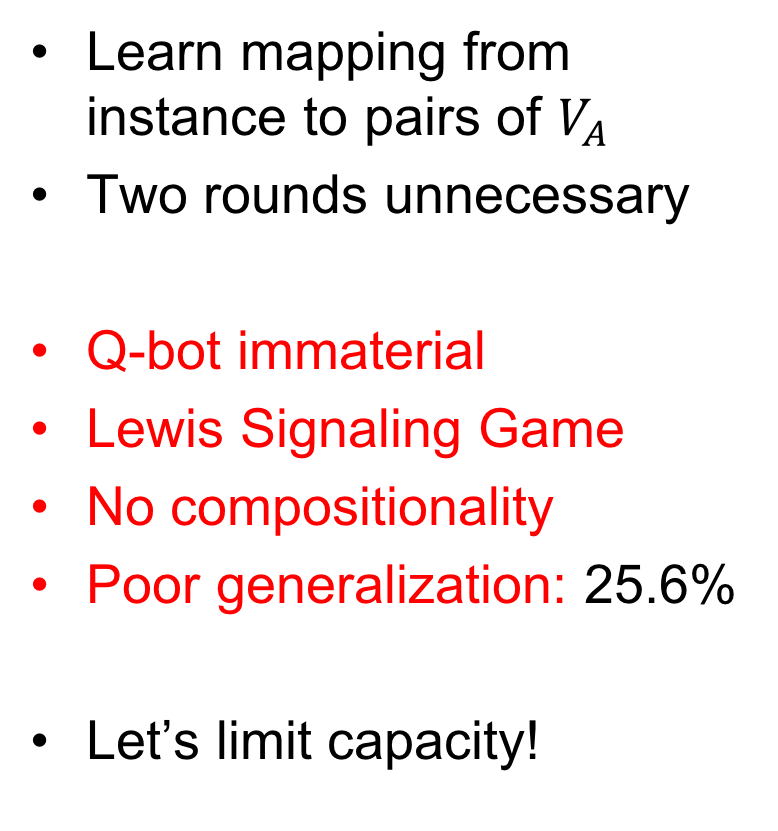 • Learn mapping from
instance to pairs of V_A
• Two rounds unnecessary
• Q-bot immaterial
• Lewis Signaling Game
• No compositionality
• Poor generalization: 25.6%
• Let’s limit capacity!